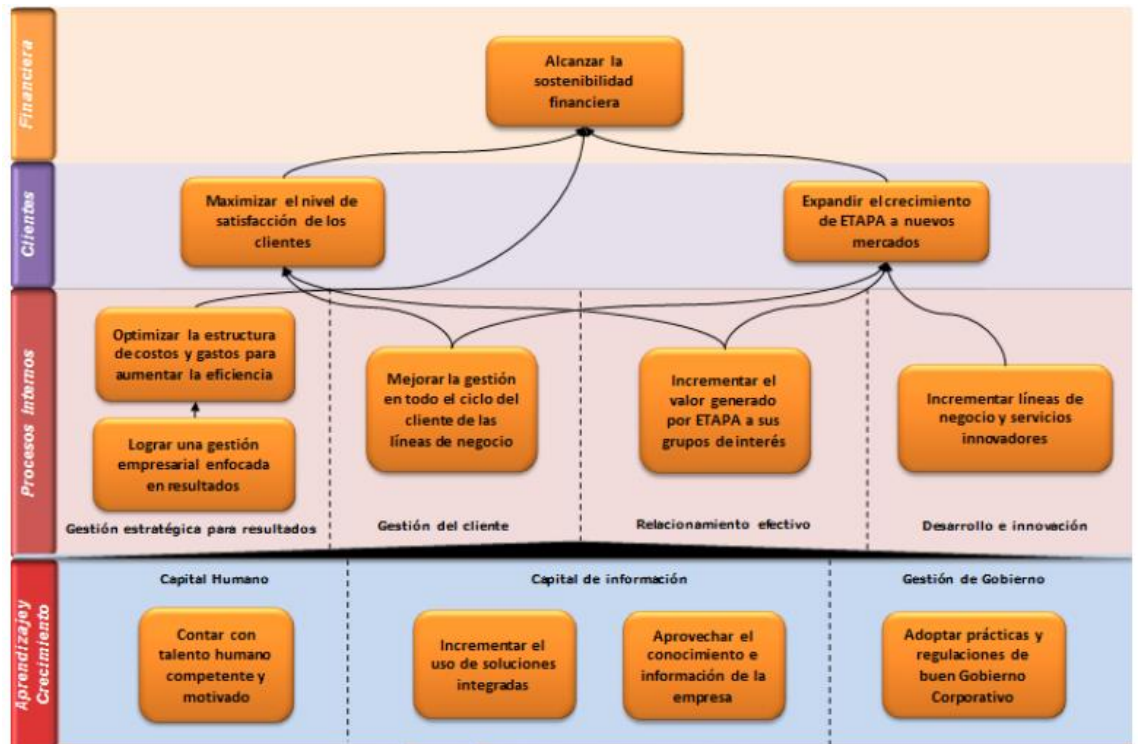 Financiera
Alcanzar la
sostenibilidad
financiera
Clientes
Maximizar el nivel de
satisfacción de los
clientes
Expandir el crecimiento
de ETAPA a nuevos
mercados
Procesos Internos
Optimizar la estructura
de costos y gastos para
aumentar la eficiencia
Lograr una gestión
empresarial enfocada
en resultados
Gestión estratégica para resultados
Mejorar la gestión
en todo el ciclo del
cliente de las
líneas de negocio
Gestión del cliente
Incrementar el
valor generado
por ETAPA a sus
grupos de interés
Relacionamiento efectivo
Incrementar líneas de
negocio y servicios
innovadores
Desarrollo e innovación
Aprendizaje y
Crecimiento
Capital Humano
Contar con
talento humano
competente y
motivado
Capital de información
Incrementar el
uso de soluciones
integradas
Aprovechar el
conocimiento e
información de la
empresa
Gestión de Gobierno
Adoptar prácticas y
regulaciones de
buen Gobierno
Corporativo